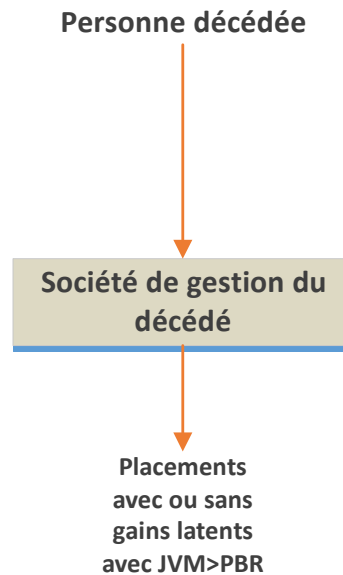 Personne décédée
Société de gestion du
décédé
Placements
avec ou sans
gains latents
avec JVM>PBR